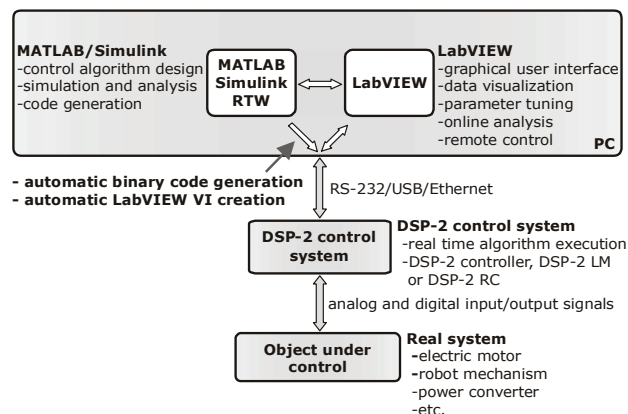 MATLAB/Simulink
-control algorithm design
-simulation and analysis
-code generation
MATLAB
Simulink
RTW
LabVIEW
LabVIEW
-graphical user interface
-data visualization
-parameter tuning
-online analysis
-remote control
PC
- automatic binary code generation
- automatic LabVIEW VI creation
RS-232/USB/Ethernet
DSP-2 control
system
DSP-2 control system
-real time algorithm execution
-DSP-2 controller, DSP-2 LM
or DSP-2 RC
analog and digital input/output signals
Object under
control
Real system
-electric motor
-robot mechanism
-power converter
-etc.